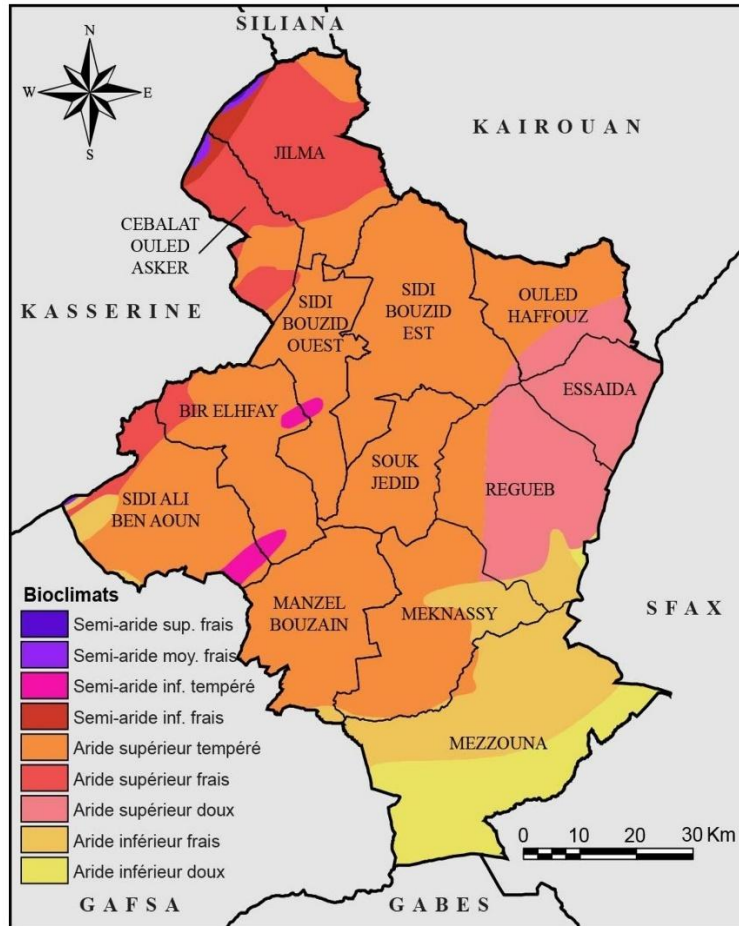 SILIANA
N
W E
S
KAIROUAN
JILMA
CEBALAT
OULED
ASKER
KASSERINE
SIDI
BOUZID
OUEST
SIDI
BOUZID
EST
OULED
HAFFOUZ
ESSAIDA
BIR ELHFAY
SOUK
JEDID
REGUEB
SIDI ALI
BEN AOUN
MANZEL
BOUZAIN
MEKNASSY
SFAX
MEZZOUNA
Bioclimats
Semi-aride sup. frais
Semi-aride moy. frais
Semi-aride inf. tempéré
Semi-aride inf. frais
Aride supérieur tempéré
Aride supérieur frais
Aride supérieur doux
Aride inférieur frais
Aride inférieur doux
0 10 20 30 Km
GAFSA
GABES